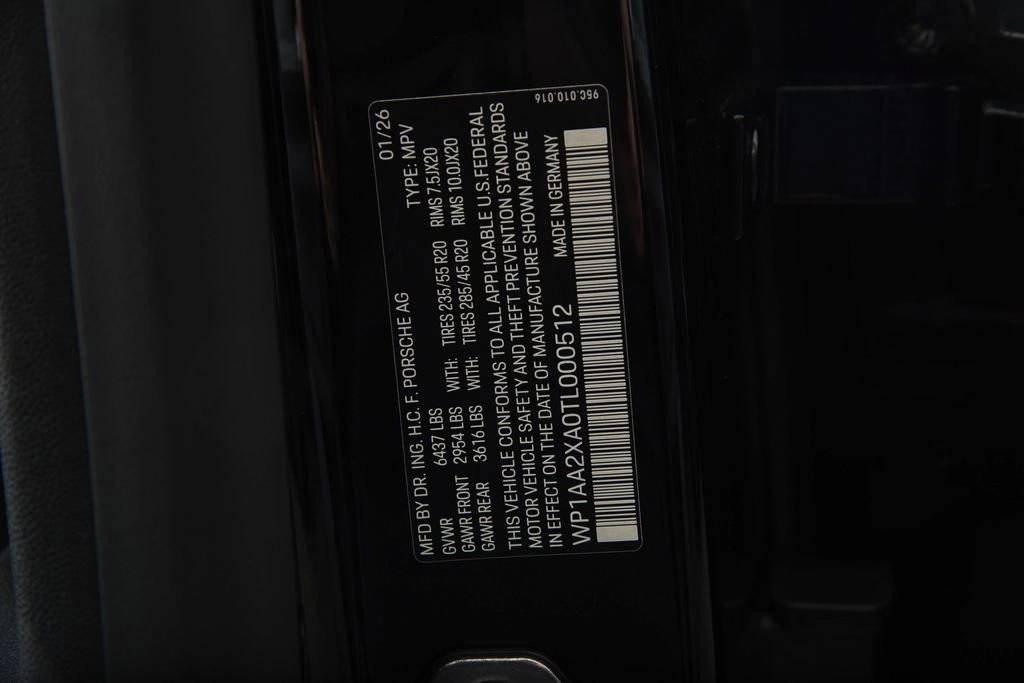 01/26
MFD BY DR. ING. H.C. F. PORSCHE AG TYPE: MPV
GVWR 6437 LBS WITH: TIRES 235/55 R20 RIMS 7.5JX20
GAWR FRONT 2954 LBS WITH: TIRES 285/45 R20 RIMS 10.0JX20
GAWR REAR 3616 LBS
THIS VEHICLE CONFORMS TO ALL APPLICABLE U.S.FEDERAL
MOTOR VEHICLE SAFETY AND THEFT PREVENTION STANDARDS
IN EFFECT ON THE DATE OF MANUFACTURE SHOWN ABOVE
WP1AA2XA0TL000512 MADE IN GERMANY
95C.010.016